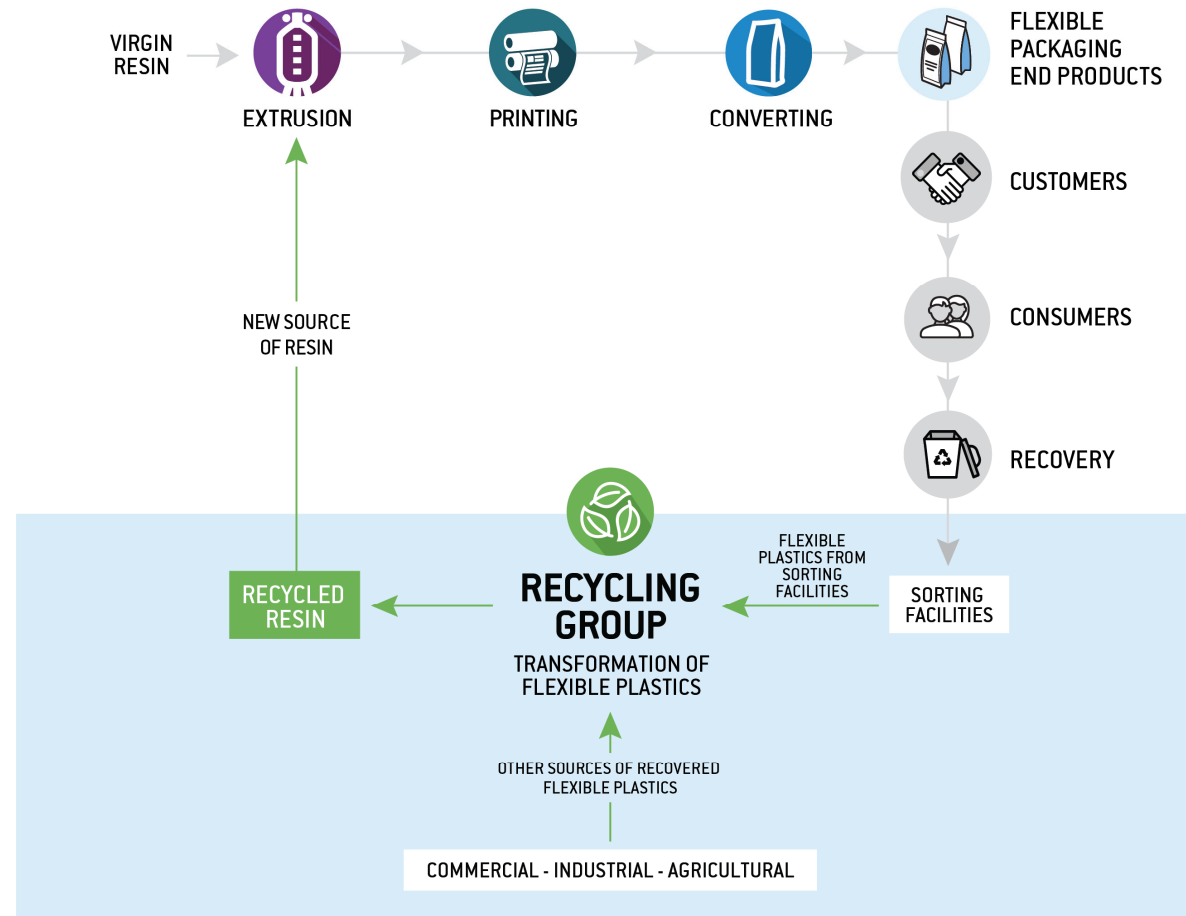 VIRGIN
RESIN
EXTRUSION
PRINTING
CONVERTING
FLEXIBLE
PACKAGING
END PRODUCTS
CUSTOMERS
CONSUMERS
RECOVERY
NEW SOURCE
OF RESIN
FLEXIBLE
PLASTICS FROM
SORTING
FACILITIES
SORTING
FACILITIES
RECYCLING
GROUP
TRANSFORMATION OF
FLEXIBLE PLASTICS
RECYCLED
RESIN
OTHER SOURCES OF RECOVERED
FLEXIBLE PLASTICS
COMMERCIAL - INDUSTRIAL - AGRICULTURAL